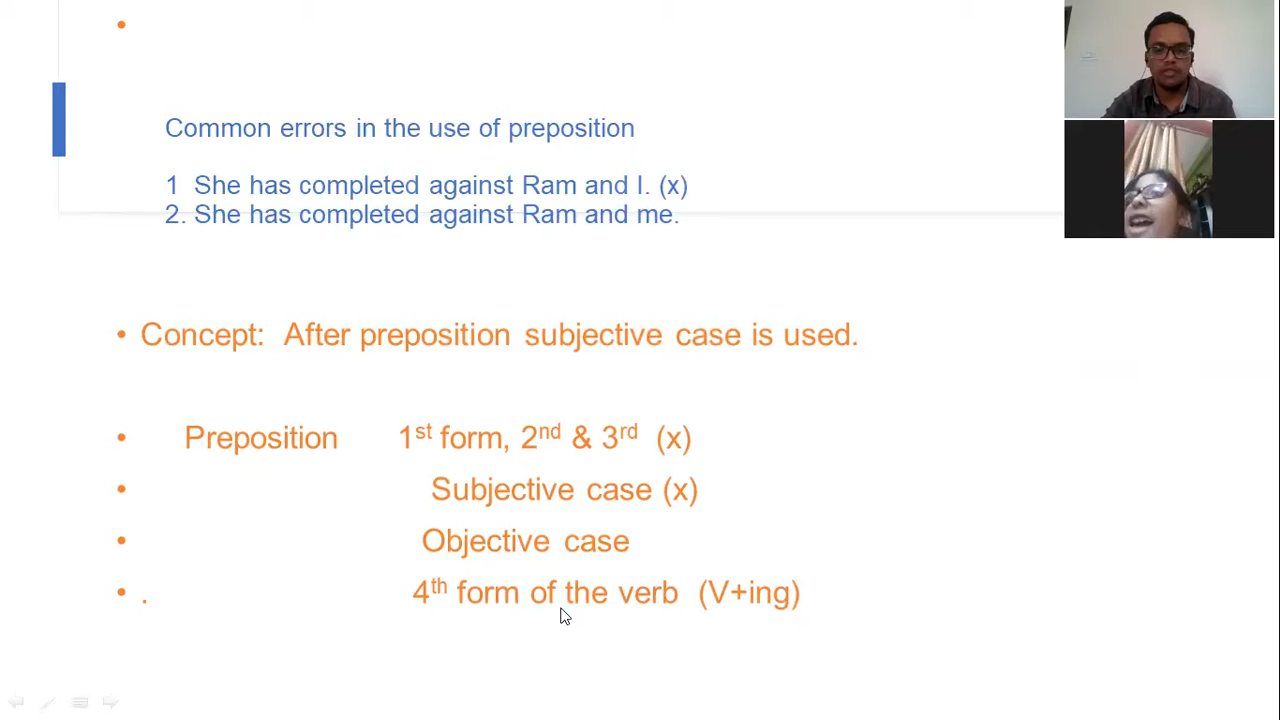 Common errors in the use of preposition
1 She has completed against Ram and I. (x)
2. She has completed against Ram and me.
• Concept: After preposition subjective case is used.
• Preposition 1st form, 2nd & 3rd (x)
• Subjective case (x)
• Objective case
• . 4th form of the verb (V+ing)